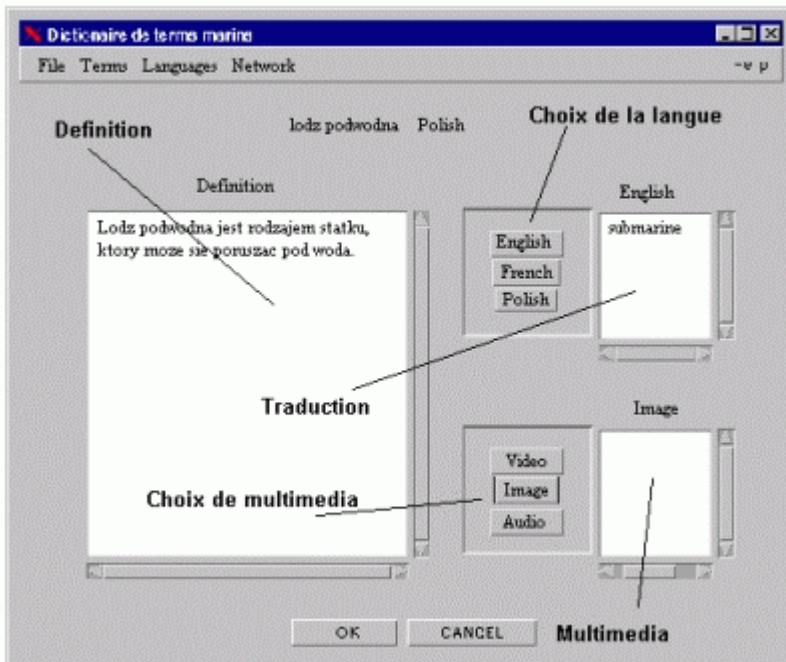 Dictionaire de terms marins
File Terms Languages Network
Definition
lodz podwodna Polish
Choix de la langue
Definition
English
Lodz podwodna jest rodzajem statku,
ktory moze sie poruszac pod woda.
English
French
Polish
submarine
Traduction
Image
Choix de multimedia
Video
Image
Audio
OK
CANCEL
Multimedia